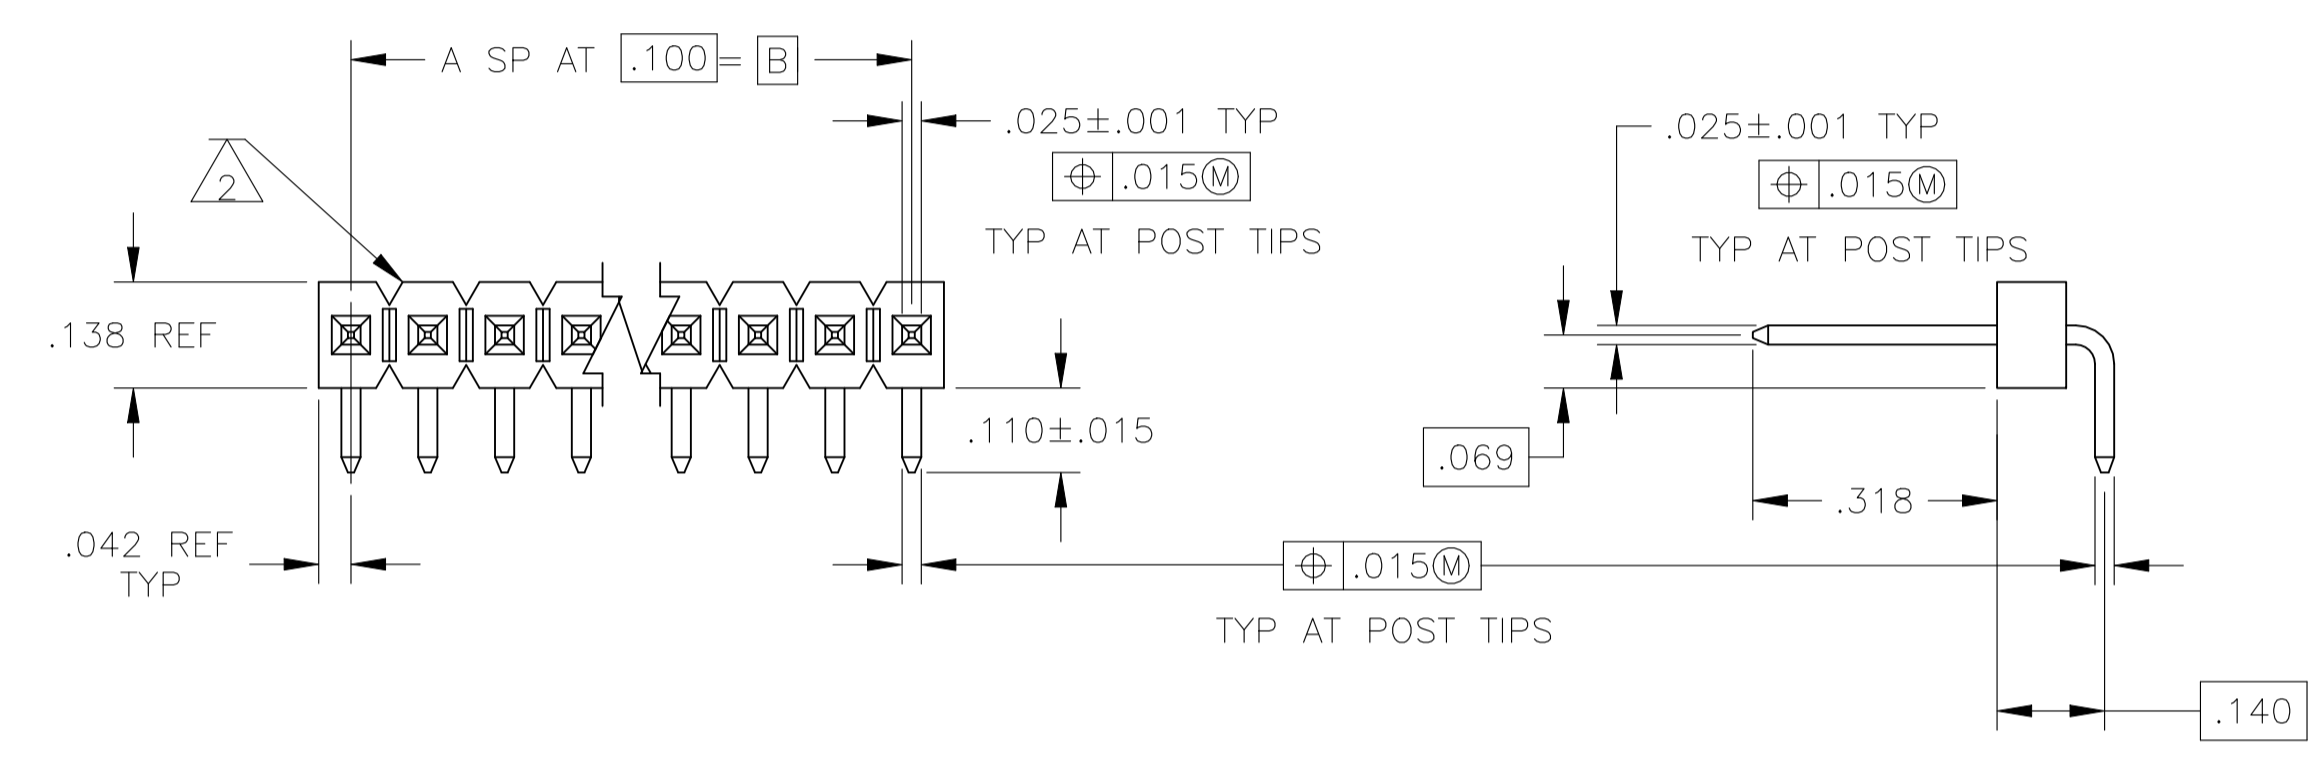 A SP AT .100 = B
.025±.001 TYP
⌖ .015Ⓜ
TYP AT POST TIPS
2
.138 REF
.110±.015
.042 REF
TYP
.025±.001 TYP
⌖ .015Ⓜ
TYP AT POST TIPS
.069
.318
⌖ .015Ⓜ
TYP AT POST TIPS
.140